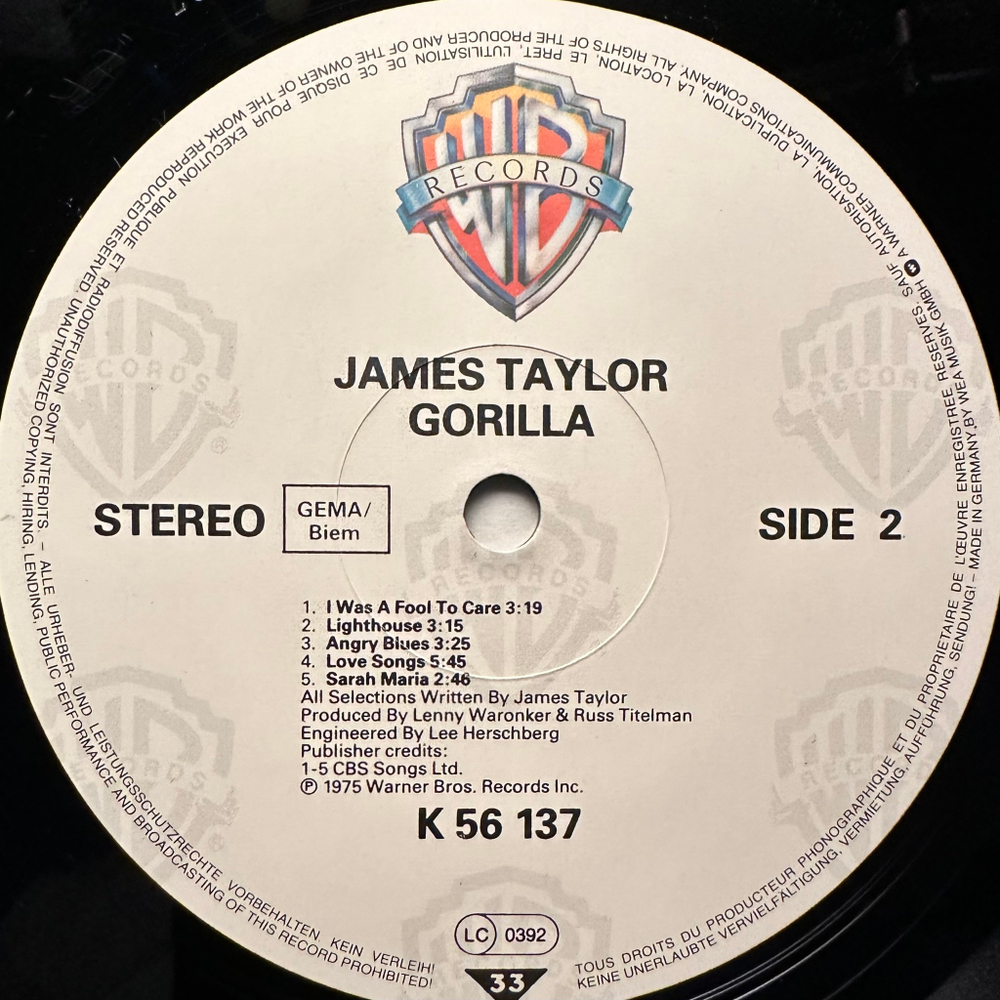 WB
RECORDS
JAMES TAYLOR
GORILLA
STEREO
GEMA/
Biem
SIDE 2
1. I Was A Fool To Care 3:19
2. Lighthouse 3:15
3. Angry Blues 3:25
4. Love Songs 5:45
5. Sarah Maria 2:46
All Selections Written By James Taylor
Produced By Lenny Waronker & Russ Titelman
Engineered By Lee Herschberg
Publisher credits:
1-5 CBS Songs Ltd.
℗ 1975 Warner Bros. Records Inc.
K 56 137
LC 0392
33
TOUS DROITS DU PRODUCTEUR PHONOGRAPHIQUE ET DU PROPRIETAIRE DE L'ŒUVRE ENREGISTREE RESERVES. SAUF AUTORISATION, LA DUPLICATION, LA LOCATION, LE PRET, L'UTILISATION DE CE DISQUE POUR EXECUTION PUBLIQUE ET RADIODIFFUSION SONT INTERDITS. – ALLE URHEBER- UND LEISTUNGSSCHUTZRECHTE VORBEHALTEN. KEIN VERLEIH!
KEINE UNERLAUBTE VERVIELFÄLTIGUNG, VERMIETUNG, AUFFÜHRUNG, SENDUNG! – MADE IN GERMANY, BY WEA MUSIK GMBH A WARNER COMMUNICATIONS COMPANY. ALL RIGHTS OF THE PRODUCER AND OF THE OWNER OF THE WORK REPRODUCED RESERVED. UNAUTHORIZED COPYING, HIRING, LENDING, PUBLIC PERFORMANCE AND BROADCASTING OF THIS RECORD PROHIBITED!